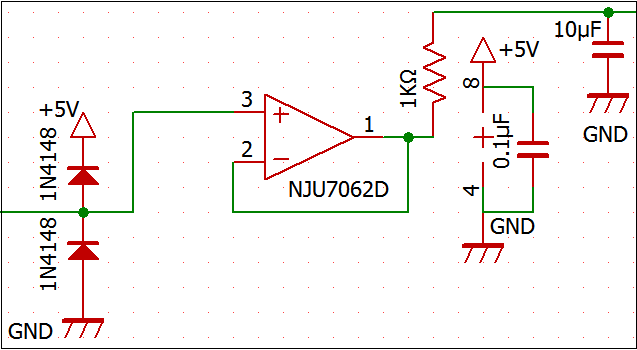 10µF
GND
+5V
1KΩ
8
0.1µF
4
GND
+5V
1N4148
1N4148
GND
3
2
+
−
1
NJU7062D
+
−